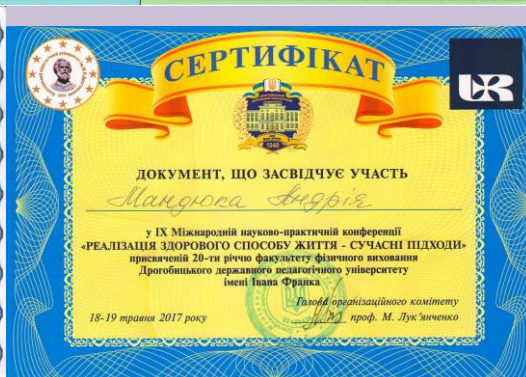 СЕРТИФІКАТ
1940
UR
ДОКУМЕНТ, ЩО ЗАСВІДЧУЄ УЧАСТЬ
Мандюка Андрія
у IX Міжнародній науково-практичній конференції
«РЕАЛІЗАЦІЯ ЗДОРОВОГО СПОСОБУ ЖИТТЯ - СУЧАСНІ ПІДХОДИ»
присвяченій 20-ти річчю факультету фізичного виховання
Дрогобицького державного педагогічного університету
імені Івана Франка
Голова організаційного комітету
18-19 травня 2017 року
проф. М. Лук'янченко